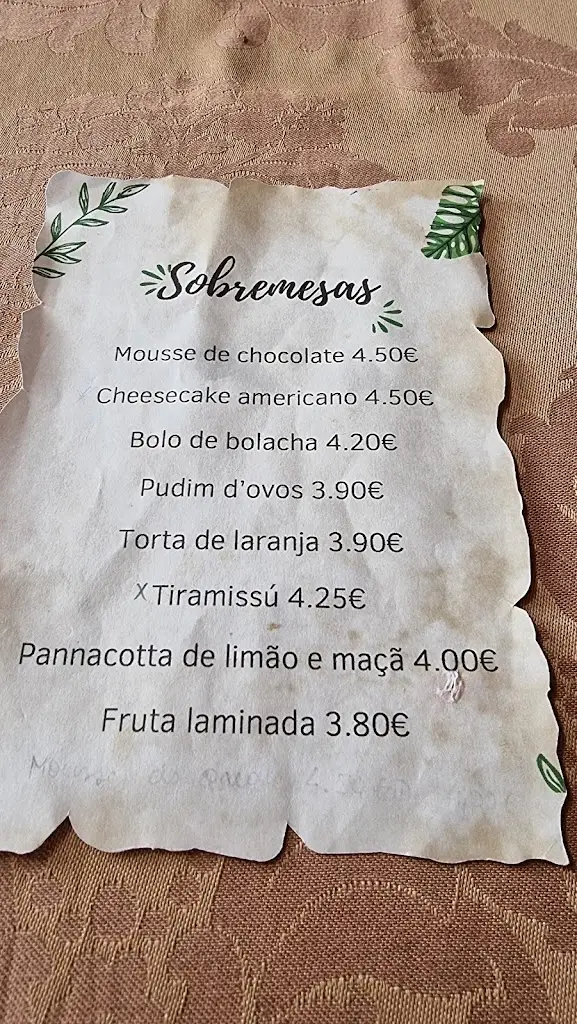 Sobremesas
Mousse de chocolate 4.50€
Cheesecake americano 4.50€
Bolo de bolacha 4.20€
Pudim d'ovos 3.90€
Torta de laranja 3.90€
X Tiramissú 4.25€
Pannacotta de limão e maçã 4.00€
Fruta laminada 3.80€